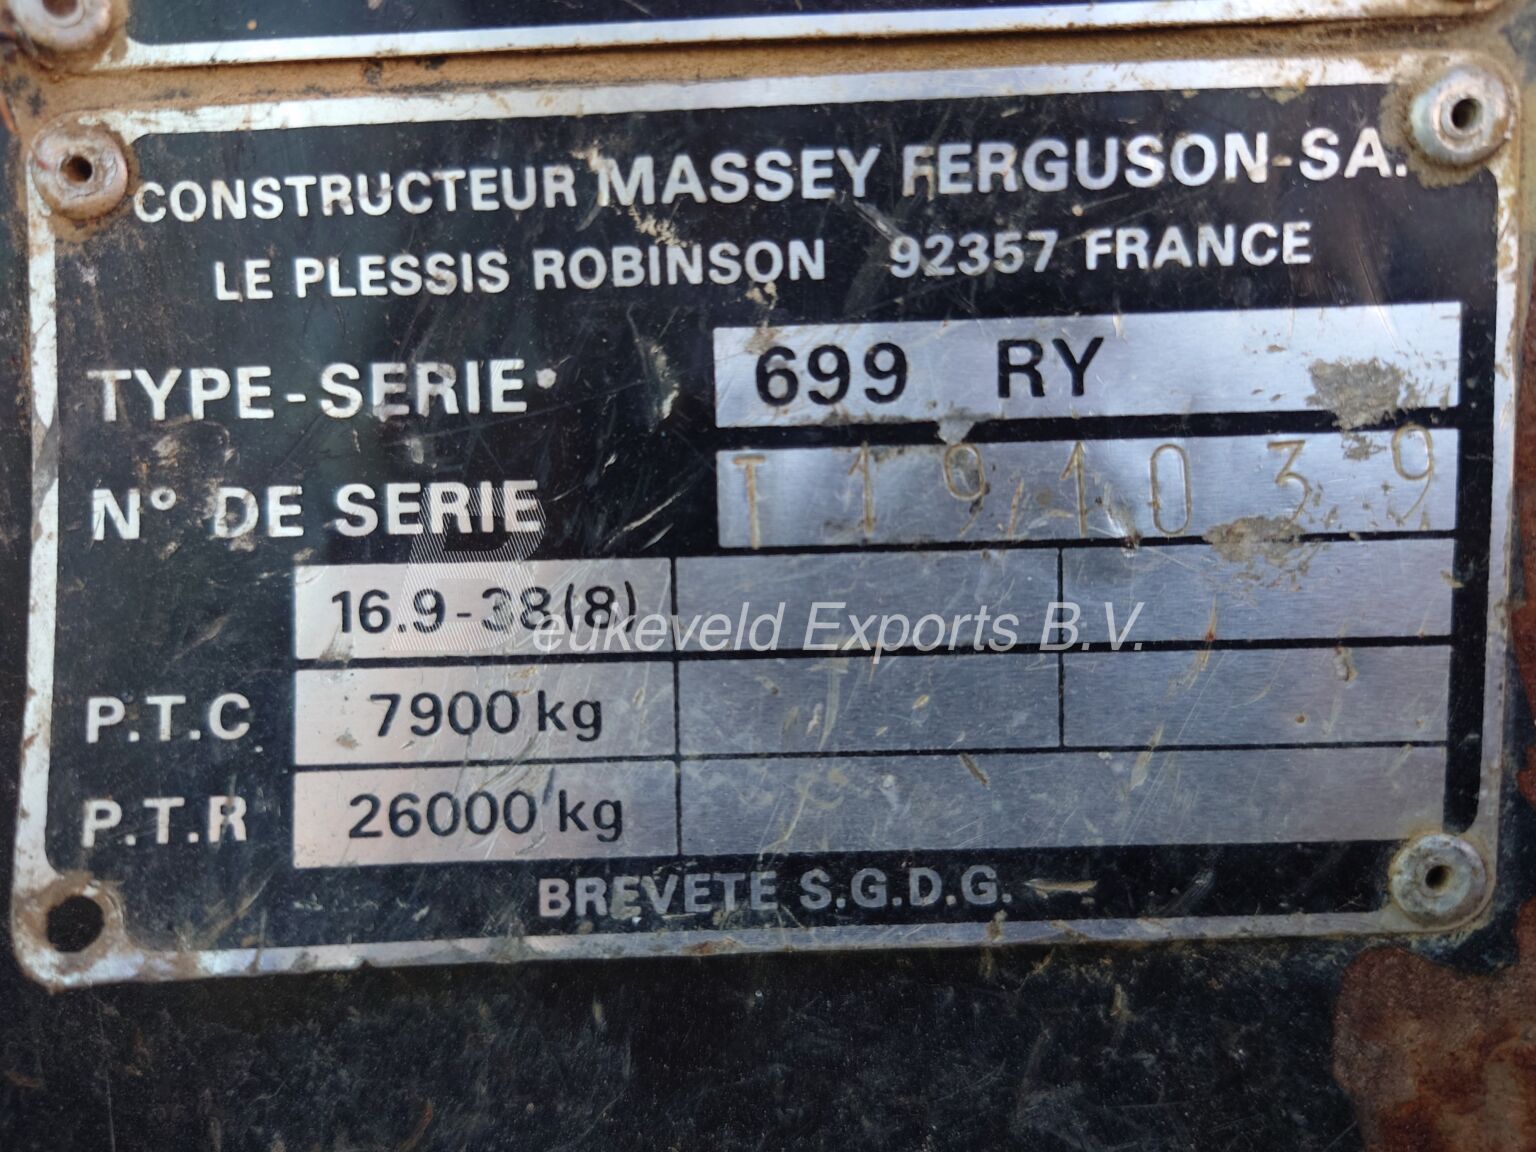 CONSTRUCTEUR MASSEY FERGUSON-SA.
LE PLESSIS ROBINSON 92357 FRANCE
TYPE-SERIE 699 RY
N° DE SERIE T191039
16.9-38(8)
Beukeveld Exports B.V.
P.T.C. 7900 kg
P.T.R 26000 kg
BREVETE S.G.D.G.